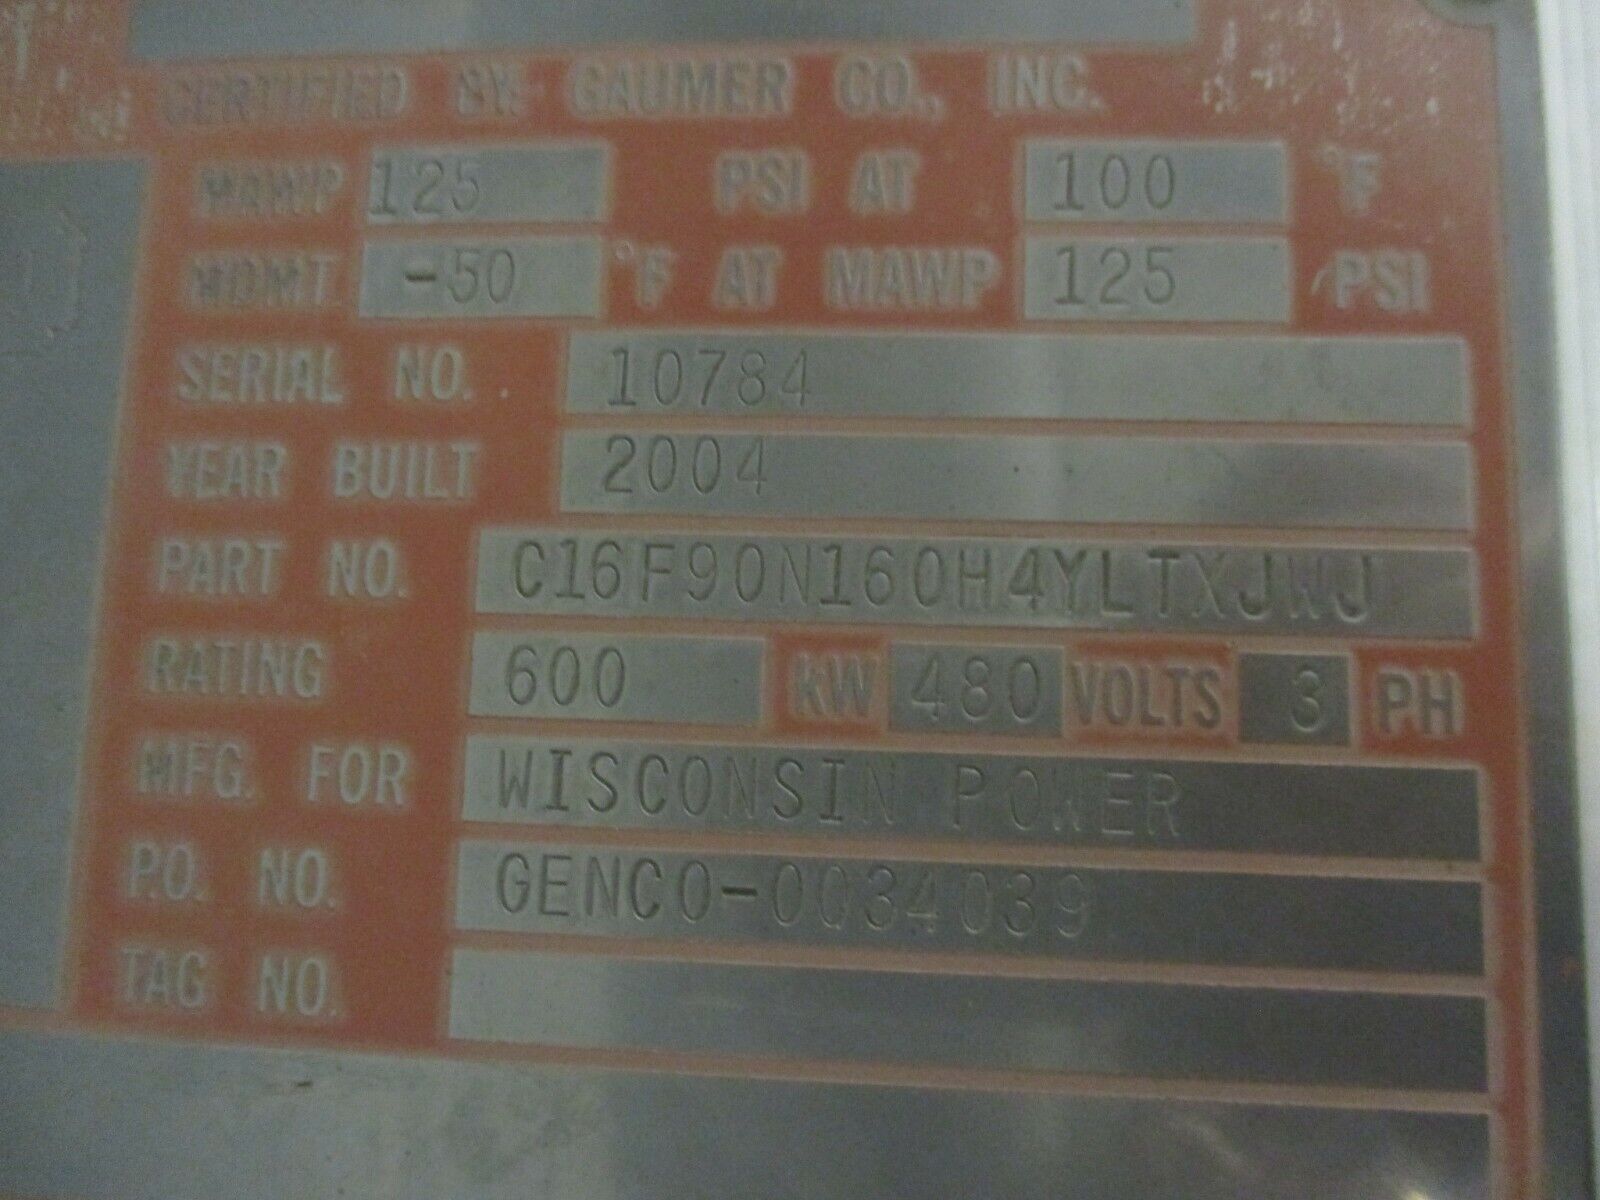 CERTIFIED BY: GAUMER CO., INC.
MAWP 125 PSI AT 100 °F
MDMT. -50 °F AT MAWP 125 PSI
SERIAL NO. 10784
YEAR BUILT 2004
PART NO. C16F90N160H4YLTXJWJ
RATING 600 KW 480 VOLTS 3 PH
MFG. FOR WISCONSIN POWER
P.O. NO. GENCO-0034039
TAG NO.